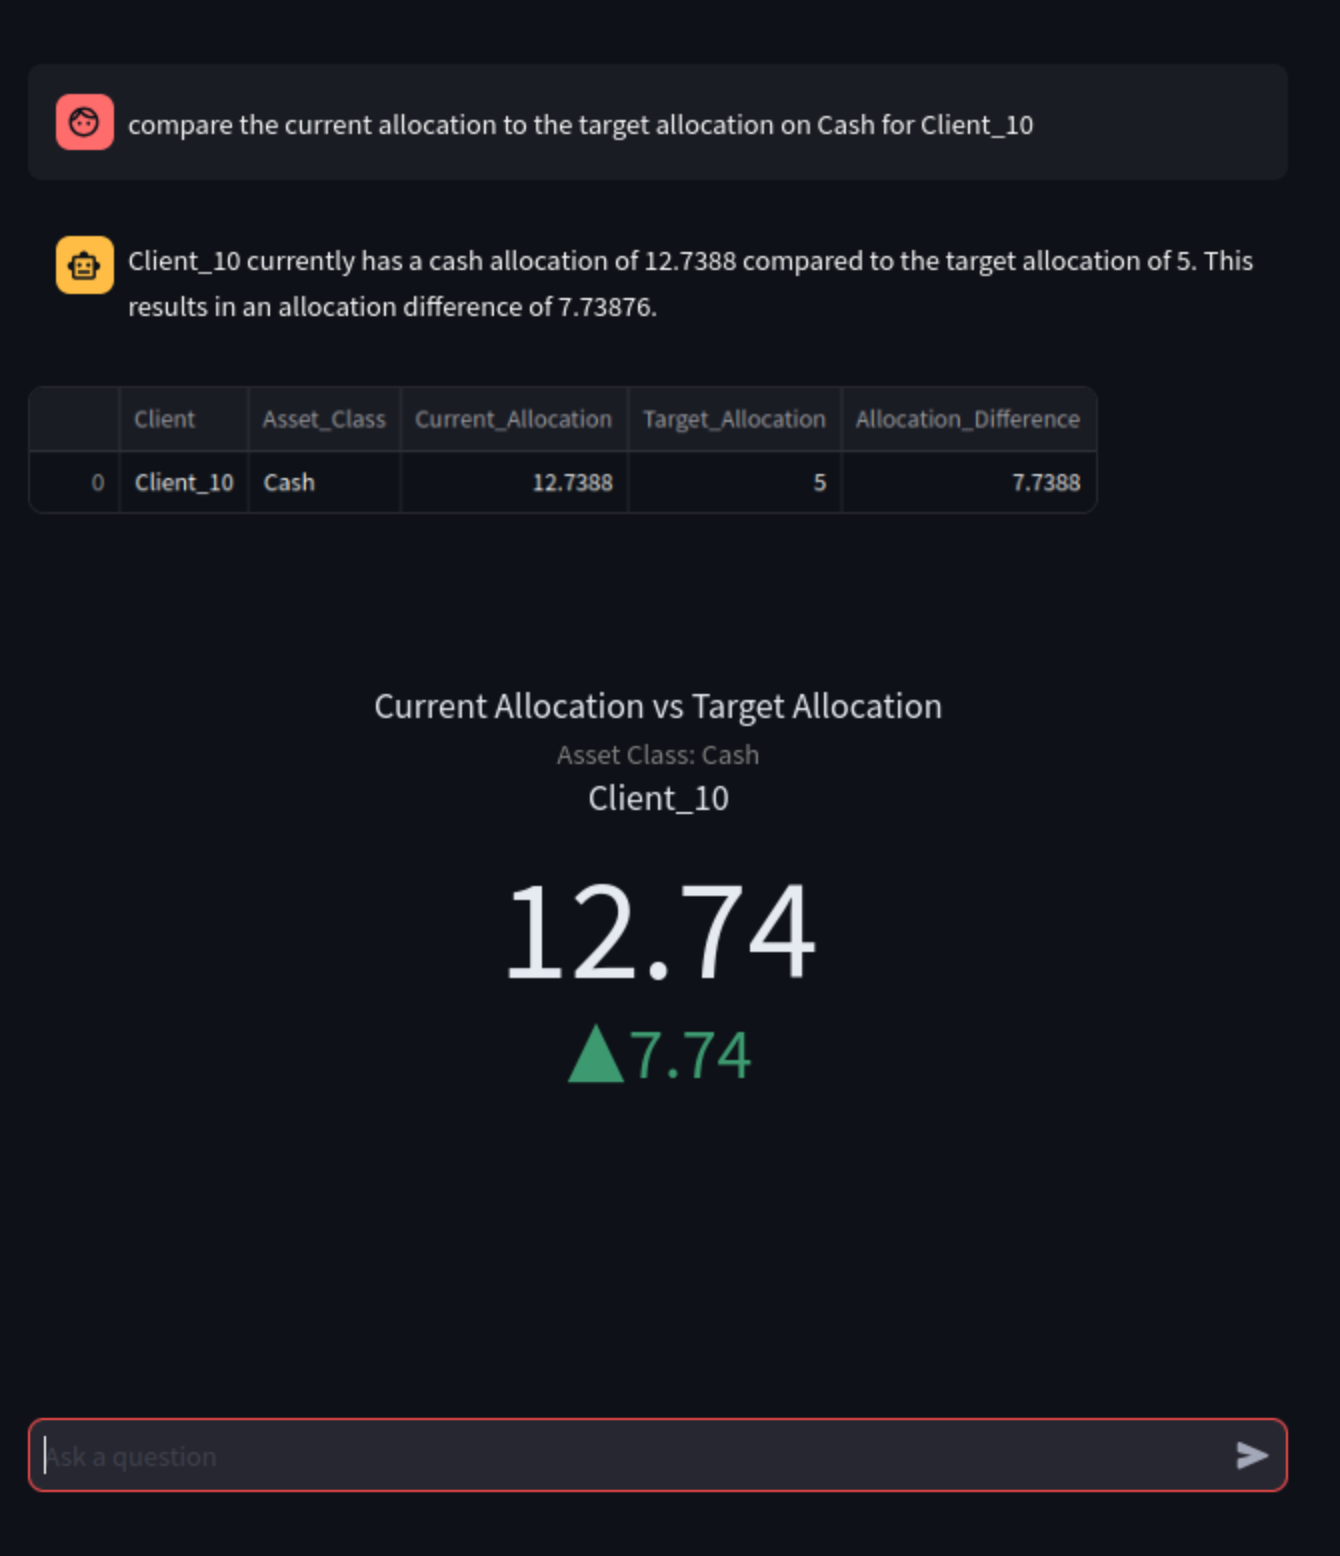 compare the current allocation to the target allocation on Cash for Client_10
Client_10 currently has a cash allocation of 12.7388 compared to the target allocation of 5. This
results in an allocation difference of 7.73876.
Client Asset_Class Current_Allocation Target_Allocation Allocation_Difference
0 Client_10 Cash 12.7388 5 7.7388
Current Allocation vs Target Allocation
Asset Class: Cash
Client_10
12.74
▲7.74
Ask a question